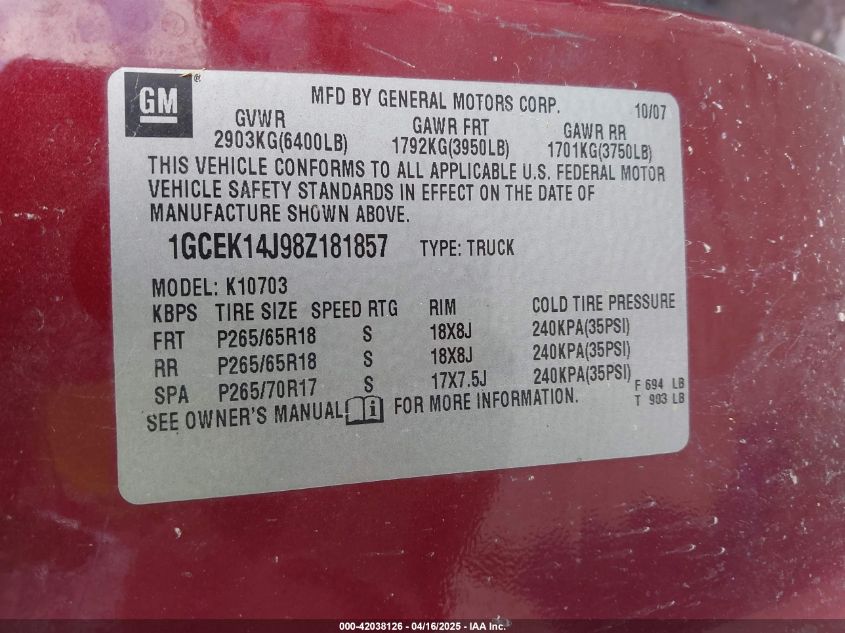 GM
MFD BY GENERAL MOTORS CORP. 10/07
GVWR GAWR FRT GAWR RR
2903KG(6400LB) 1792KG(3950LB) 1701KG(3750LB)
THIS VEHICLE CONFORMS TO ALL APPLICABLE U.S. FEDERAL MOTOR
VEHICLE SAFETY STANDARDS IN EFFECT ON THE DATE OF
MANUFACTURE SHOWN ABOVE.
1GCEK14J98Z181857 TYPE: TRUCK
MODEL: K10703
KBPS TIRE SIZE SPEED RTG RIM COLD TIRE PRESSURE
FRT P265/65R18 S 18X8J 240KPA(35PSI)
RR P265/65R18 S 18X8J 240KPA(35PSI)
SPA P265/70R17 S 17X7.5J 240KPA(35PSI)
F 694 LB
T 903 LB
SEE OWNER'S MANUAL i FOR MORE INFORMATION.
000-42038126 - 04/16/2025 - IAA Inc.